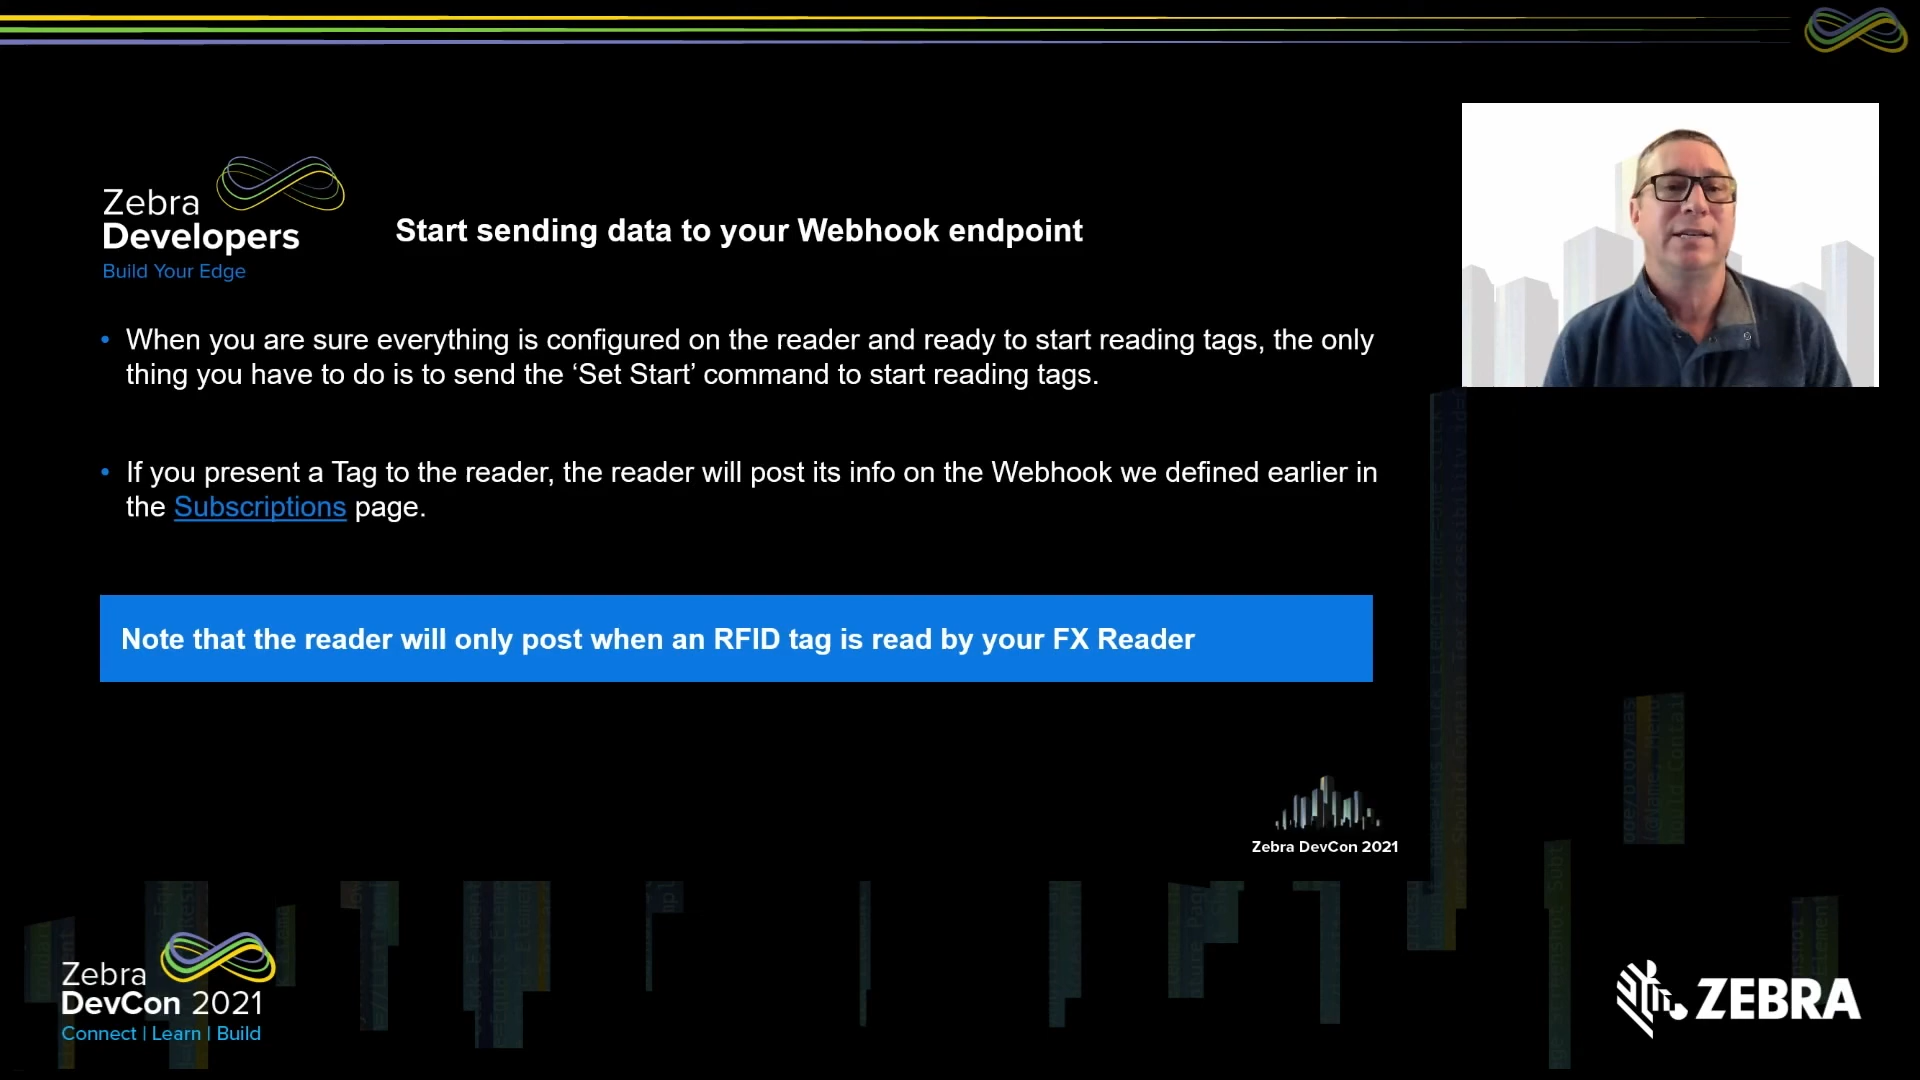 Zebra
Developers
Build Your Edge
Start sending data to your Webhook endpoint
• When you are sure everything is configured on the reader and ready to start reading tags, the only
thing you have to do is to send the ‘Set Start’ command to start reading tags.
• If you present a Tag to the reader, the reader will post its info on the Webhook we defined earlier in
the Subscriptions page.
Note that the reader will only post when an RFID tag is read by your FX Reader
Zebra DevCon 2021
Zebra
DevCon 2021
Connect | Learn | Build
ZEBRA